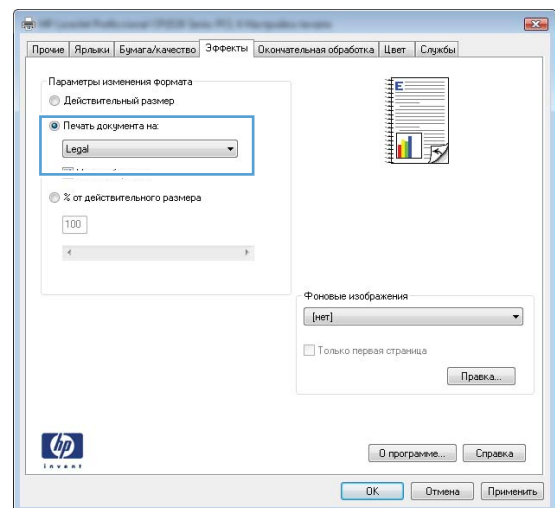 Прочие Ярлыки Бумага/качество Эффекты Окончательная обработка Цвет Службы
Параметры изменения формата
Действительный размер
Печать документа на:
Legal
% от действительного размера
100
E
Фоновые изображения
[нет]
Только первая страница
Правка...
hp
invent
О программе... Справка
OK Отмена Применить